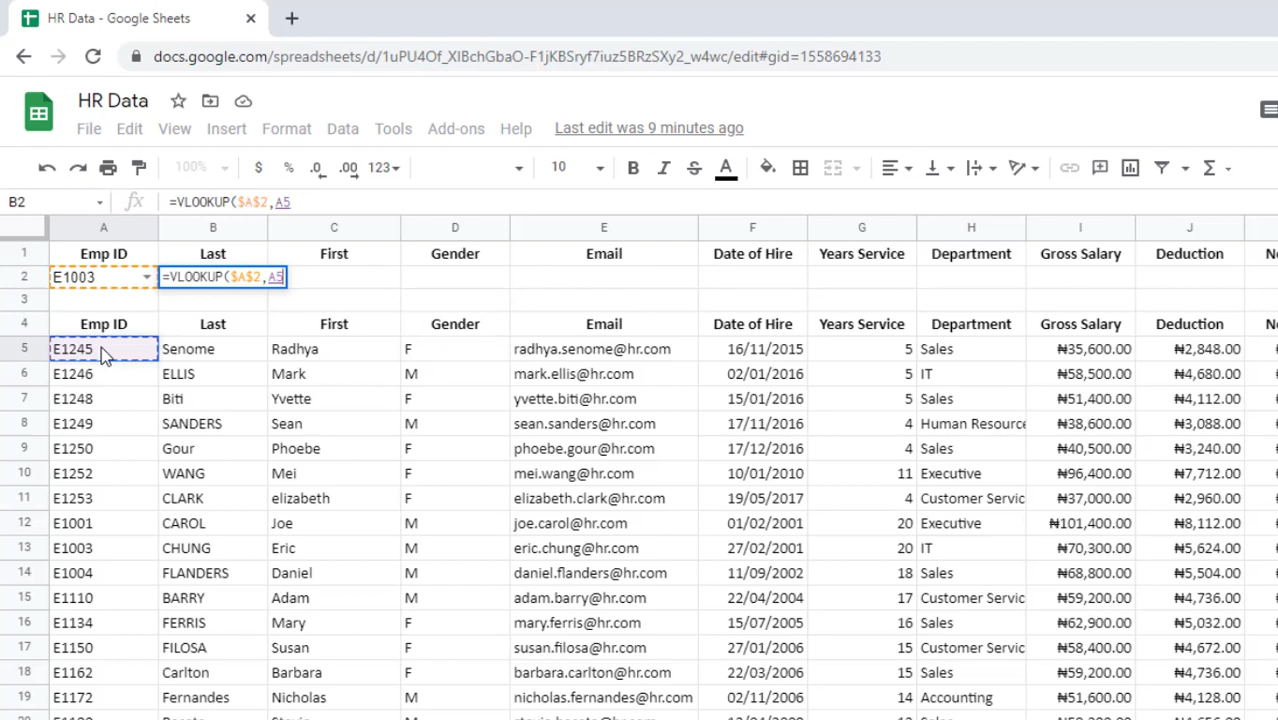 HR Data - Google Sheets
docs.google.com/spreadsheets/d/1uPU4Of_XIBchGbaO-F1jKBSryf7iuz5BRzSXy2_w4wc/edit#gid=1558694133
HR Data
File Edit View Insert Format Data Tools Add-ons Help Last edit was 9 minutes ago
100% $ % .0 .00 123 10 B I S A
B2 fx =VLOOKUP($A$2,A5
A B C D E F G H I J
1 Emp ID Last First Gender Email Date of Hire Years Service Department Gross Salary Deduction
2 E1003 =VLOOKUP($A$2,A5
3
4 Emp ID Last First Gender Email Date of Hire Years Service Department Gross Salary Deduction
5 E1245 Senome Radhya F radhya.senome@hr.com 16/11/2015 5 Sales ₦35,600.00 ₦2,848.00
6 E1246 ELLIS Mark M mark.ellis@hr.com 02/01/2016 5 IT ₦58,500.00 ₦4,680.00
7 E1248 Biti Yvette F yvette.biti@hr.com 15/01/2016 5 Sales ₦51,400.00 ₦4,112.00
8 E1249 SANDERS Sean M sean.sanders@hr.com 17/11/2016 4 Human Resource ₦38,600.00 ₦3,088.00
9 E1250 Gour Phoebe F phoebe.gour@hr.com 17/12/2016 4 Sales ₦40,500.00 ₦3,240.00
10 E1252 WANG Mei F mei.wang@hr.com 10/01/2010 11 Executive ₦96,400.00 ₦7,712.00
11 E1253 CLARK elizabeth F elizabeth.clark@hr.com 19/05/2017 4 Customer Servic ₦37,000.00 ₦2,960.00
12 E1001 CAROL Joe M joe.carol@hr.com 01/02/2001 20 Executive ₦101,400.00 ₦8,112.00
13 E1003 CHUNG Eric M eric.chung@hr.com 27/02/2001 20 IT ₦70,300.00 ₦5,624.00
14 E1004 FLANDERS Daniel M daniel.flanders@hr.com 11/09/2002 18 Sales ₦68,800.00 ₦5,504.00
15 E1110 BARRY Adam M adam.barry@hr.com 22/04/2004 17 Customer Servic ₦59,200.00 ₦4,736.00
16 E1134 FERRIS Mary F mary.ferris@hr.com 15/07/2005 16 Sales ₦62,900.00 ₦5,032.00
17 E1150 FILOSA Susan F susan.filosa@hr.com 27/01/2006 15 Customer Servic ₦58,400.00 ₦4,672.00
18 E1162 Carlton Barbara F barbara.carlton@hr.com 22/03/2006 15 Sales ₦59,200.00 ₦4,736.00
19 E1172 Fernandes Nicholas M nicholas.fernandes@hr.com 02/11/2006 14 Accounting ₦51,600.00 ₦4,128.00